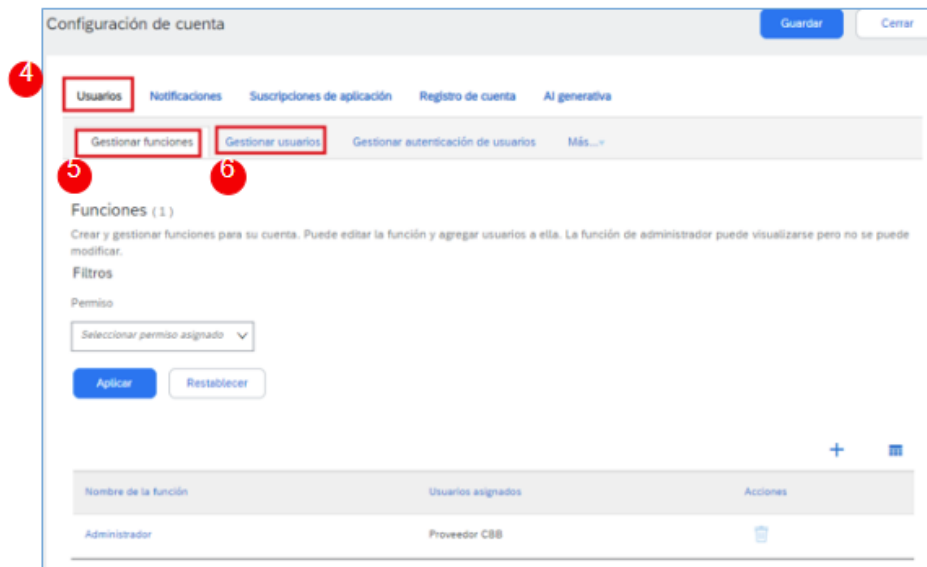 Configuración de cuenta
Guardar
Cerrar
4
Usuarios
Notificaciones
Suscripciones de aplicación
Registro de cuenta
AI generativa
Gestionar funciones
Gestionar usuarios
Gestionar autenticación de usuarios
Más...
5
6
Funciones (1)
Crear y gestionar funciones para su cuenta. Puede editar la función y agregar usuarios a ella. La función de administrador puede visualizarse pero no se puede
modificar.
Filtros
Permiso
Seleccionar permiso asignado
Aplicar
Restablecer
Nombre de la función
Usuarios asignados
Acciones
Administrador
Proveedor CBB